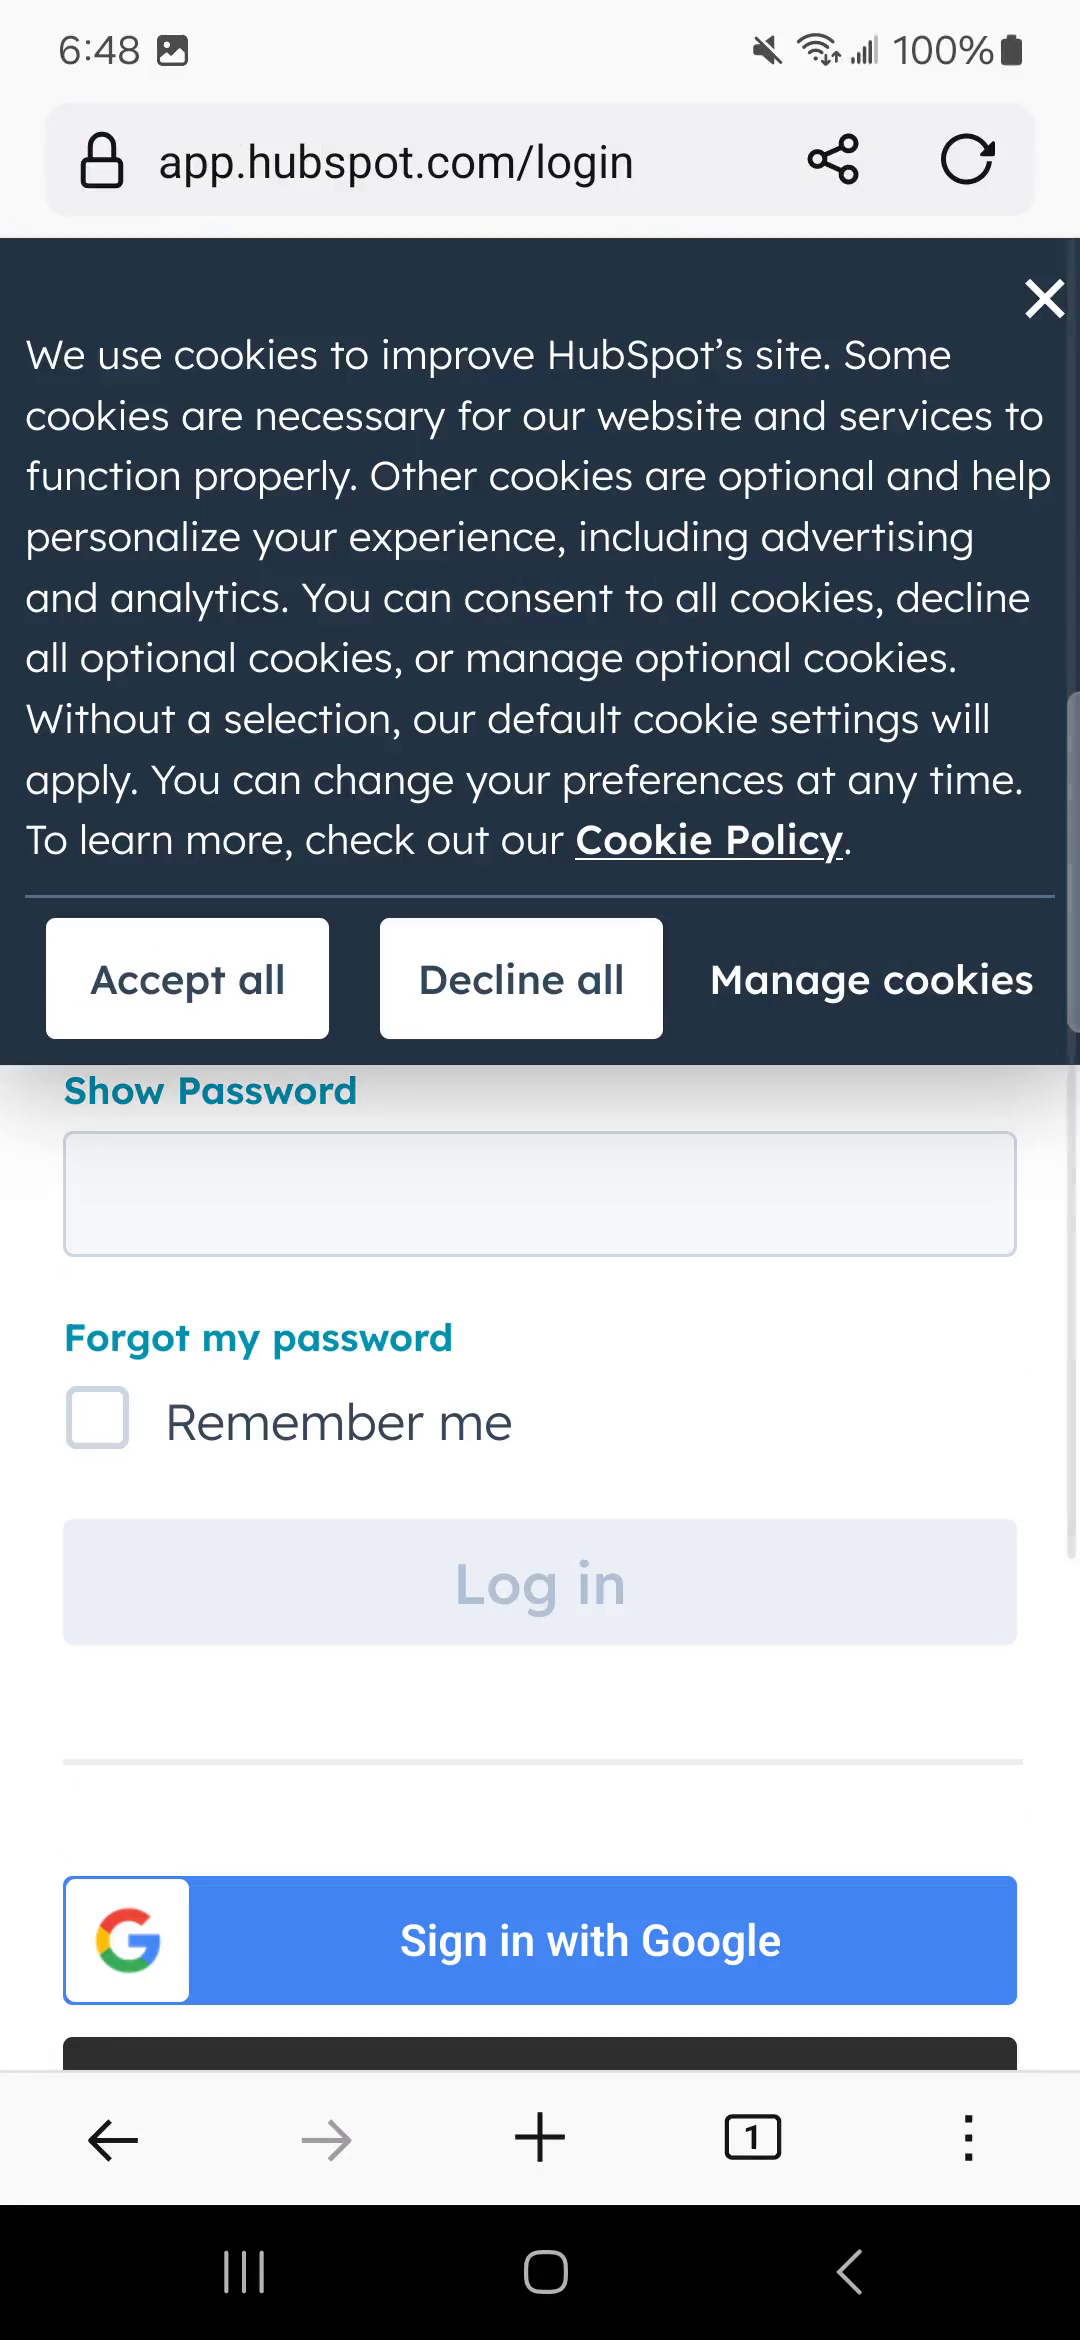 6:48
100%
app.hubspot.com/login
We use cookies to improve HubSpot’s site. Some
cookies are necessary for our website and services to
function properly. Other cookies are optional and help
personalize your experience, including advertising
and analytics. You can consent to all cookies, decline
all optional cookies, or manage optional cookies.
Without a selection, our default cookie settings will
apply. You can change your preferences at any time.
To learn more, check out our Cookie Policy.
Accept all Decline all Manage cookies
Show Password
Forgot my password
Remember me
Log in
Sign in with Google
1